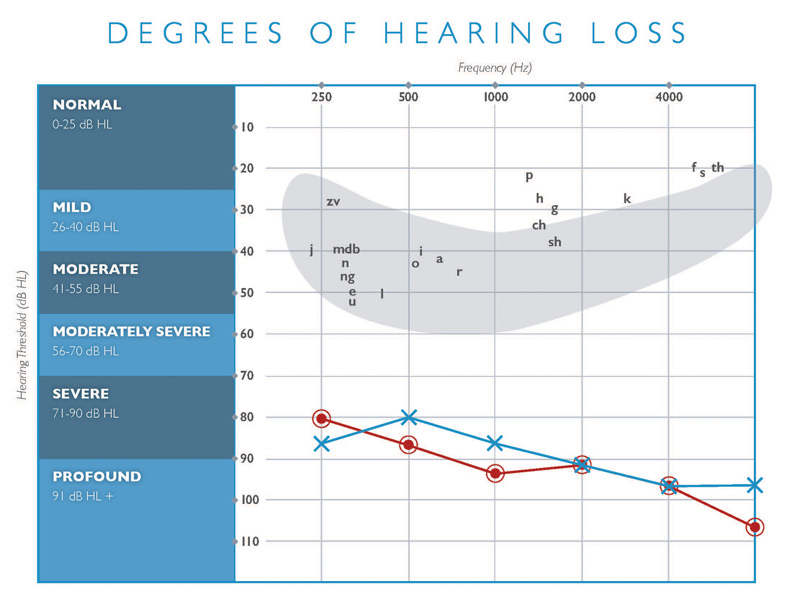 DEGREES OF HEARING LOSS
Frequency (Hz)
250 500 1000 2000 4000
NORMAL
0-25 dB HL
MILD
26-40 dB HL
MODERATE
41-55 dB HL
MODERATELY SEVERE
56-70 dB HL
SEVERE
71-90 dB HL
PROFOUND
91 dB HL +
Hearing Threshold (dB HL)
10
20
30
40
50
60
70
80
90
100
110
f s th
p
zv
h
k
g
ch
sh
j
mdb
i
n
o
a
r
ng
e
l
u